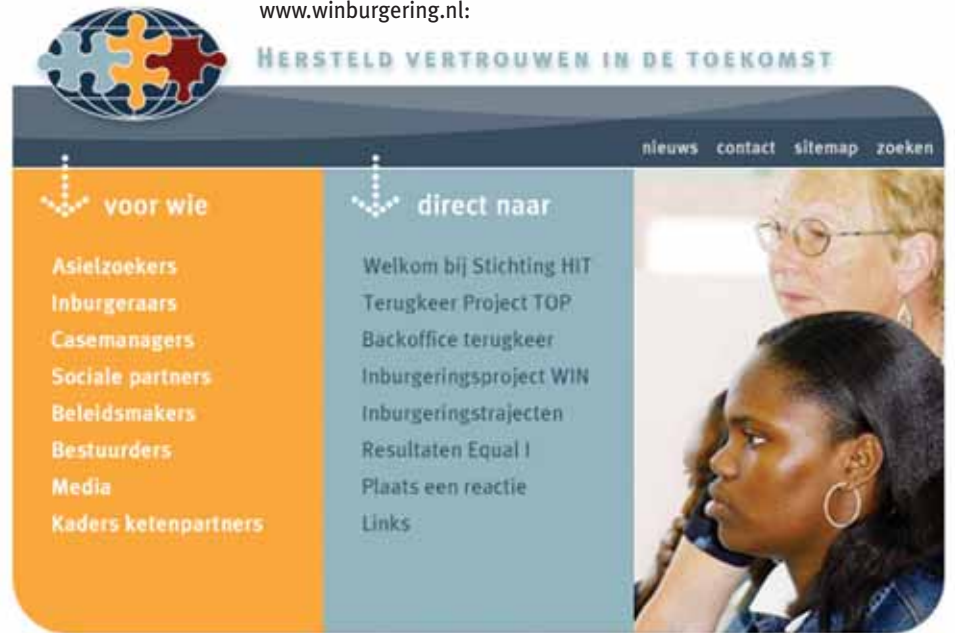 www.winburgering.nl:
HERSTELD VERTROUWEN IN DE TOEKOMST
nieuws contact sitemap zoeken
voor wie
Asielzoekers
Inburgeraars
Casemanagers
Sociale partners
Beleidsmakers
Bestuurders
Media
Kaders ketenpartners
direct naar
Welkom bij Stichting HIT
Terugkeer Project TOP
Backoffice terugkeer
Inburgeringsproject WIN
Inburgeringstrajecten
Resultaten Equal I
Plaats een reactie
Links